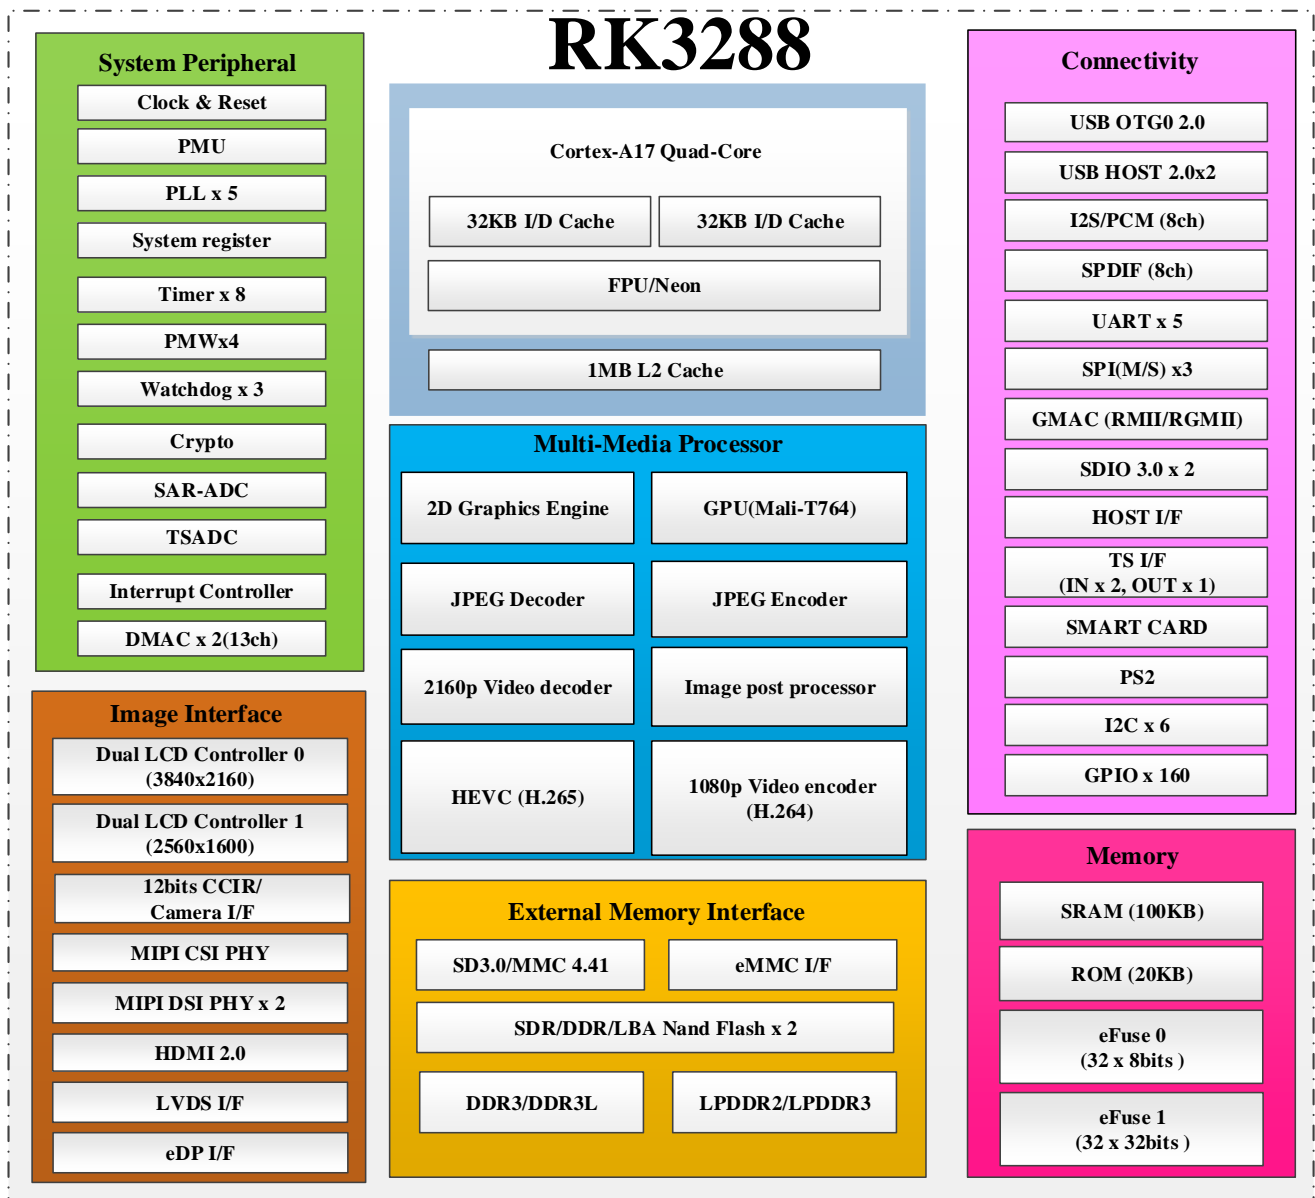 RK3288
System Peripheral
Clock & Reset
PMU
PLL x 5
System register
Timer x 8
PMWx4
Watchdog x 3
Crypto
SAR-ADC
TSADC
Interrupt Controller
DMAC x 2(13ch)
Image Interface
Dual LCD Controller 0
(3840x2160)
Dual LCD Controller 1
(2560x1600)
12bits CCIR/
Camera I/F
MIPI CSI PHY
MIPI DSI PHY x 2
HDMI 2.0
LVDS I/F
eDP I/F
Cortex-A17 Quad-Core
32KB I/D Cache
32KB I/D Cache
FPU/Neon
1MB L2 Cache
Multi-Media Processor
2D Graphics Engine
GPU(Mali-T764)
JPEG Decoder
JPEG Encoder
2160p Video decoder
Image post processor
HEVC (H.265)
1080p Video encoder
(H.264)
External Memory Interface
SD3.0/MMC 4.41
eMMC I/F
SDR/DDR/LBA Nand Flash x 2
DDR3/DDR3L
LPDDR2/LPDDR3
Connectivity
USB OTG0 2.0
USB HOST 2.0x2
I2S/PCM (8ch)
SPDIF (8ch)
UART x 5
SPI(M/S) x3
GMAC (RMII/RGMII)
SDIO 3.0 x 2
HOST I/F
TS I/F
(IN x 2, OUT x 1)
SMART CARD
PS2
I2C x 6
GPIO x 160
Memory
SRAM (100KB)
ROM (20KB)
eFuse 0
(32 x 8bits )
eFuse 1
(32 x 32bits )